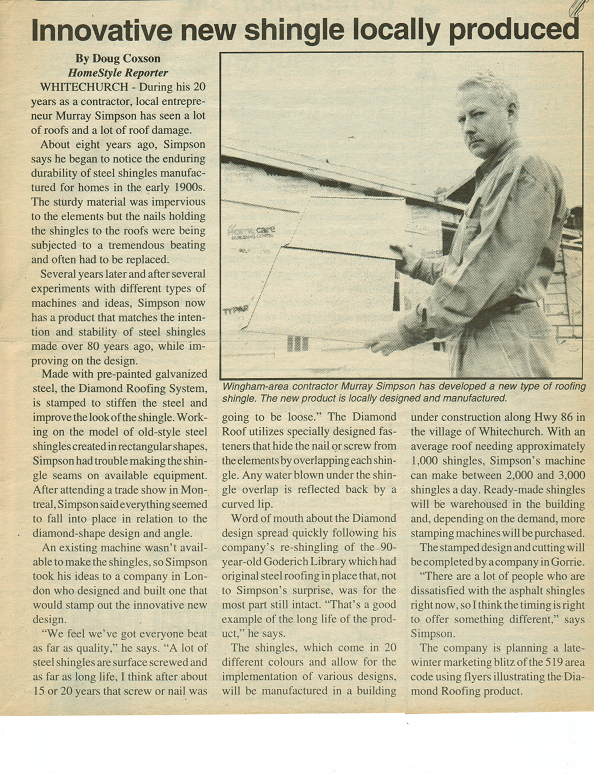 Innovative new shingle locally produced
By Doug Coxson
HomeStyle Reporter
WHITECHURCH - During his 20
years as a contractor, local entrepre-
neur Murray Simpson has seen a lot
of roofs and a lot of roof damage.
About eight years ago, Simpson
says he began to notice the enduring
durability of steel shingles manufac-
tured for homes in the early 1900s.
The sturdy material was impervious
to the elements but the nails holding
the shingles to the roofs were being
subjected to a tremendous beating
and often had to be replaced.
Several years later and after several
experiments with different types of
machines and ideas, Simpson now
has a product that matches the inten-
tion and stability of steel shingles
made over 80 years ago, while im-
proving on the design.
Made with pre-painted galvanized
steel, the Diamond Roofing System,
is stamped to stiffen the steel and
improve the look of the shingle. Work-
ing on the model of old-style steel
shingles created in rectangular shapes,
Simpson had trouble making the shin-
gle seams on available equipment.
After attending a trade show in Mon-
treal, Simpson said everything seemed
to fall into place in relation to the
diamond-shape design and angle.
An existing machine wasn't avail-
able to make the shingles, so Simpson
took his ideas to a company in Lon-
don who designed and built one that
would stamp out the innovative new
design.
"We feel we've got everyone beat
as far as quality," he says. "A lot of
steel shingles are surface screwed and
as far as long life, I think after about
15 or 20 years that screw or nail was
Home care
BUILDING CENTRE
TYPAR
Wingham-area contractor Murray Simpson has developed a new type of roofing
shingle. The new product is locally designed and manufactured.
going to be loose." The Diamond
Roof utilizes specially designed fas-
teners that hide the nail or screw from
the elements by overlapping each shin-
gle. Any water blown under the shin-
gle overlap is reflected back by a
curved lip.
Word of mouth about the Diamond
design spread quickly following his
company's re-shingling of the 90-
year-old Goderich Library which had
original steel roofing in place that, not
to Simpson's surprise, was for the
most part still intact. "That's a good
example of the long life of the prod-
uct," he says.
The shingles, which come in 20
different colours and allow for the
implementation of various designs,
will be manufactured in a building
under construction along Hwy 86 in
the village of Whitechurch. With an
average roof needing approximately
1,000 shingles, Simpson's machine
can make between 2,000 and 3,000
shingles a day. Ready-made shingles
will be warehoused in the building
and, depending on the demand, more
stamping machines will be purchased.
The stamped design and cutting will
be completed by a company in Gorrie.
"There are a lot of people who are
dissatisfied with the asphalt shingles
right now, so I think the timing is right
to offer something different," says
Simpson.
The company is planning a late-
winter marketing blitz of the 519 area
code using flyers illustrating the Dia-
mond Roofing product.